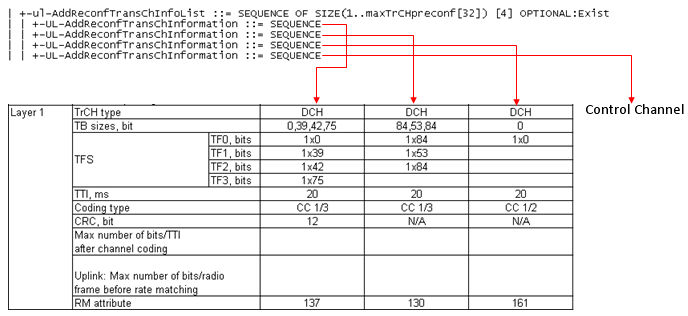 | +-ul-AddReconfTransChInfoList ::= SEQUENCE OF SIZE(1..maxTrCHpreconf[32]) [4] OPTIONAL:Exist
| | +-UL-AddReconfTransChInformation ::= SEQUENCE
| | +-UL-AddReconfTransChInformation ::= SEQUENCE
| | +-UL-AddReconfTransChInformation ::= SEQUENCE
| | +-UL-AddReconfTransChInformation ::= SEQUENCE
Control Channel
Layer 1 TrCH type DCH DCH DCH
TB sizes, bit 0,39,42,75 84,53,84 0
TFS TF0, bits 1x0 1x84 1x0
TF1, bits 1x39 1x53
TF2, bits 1x42 1x84
TF3, bits 1x75
TTI, ms 20 20 20
Coding type CC 1/3 CC 1/3 CC 1/2
CRC, bit 12 N/A N/A
Max number of bits/TTI
after channel coding
Uplink: Max number of bits/radio
frame before rate matching
RM attribute 137 130 161